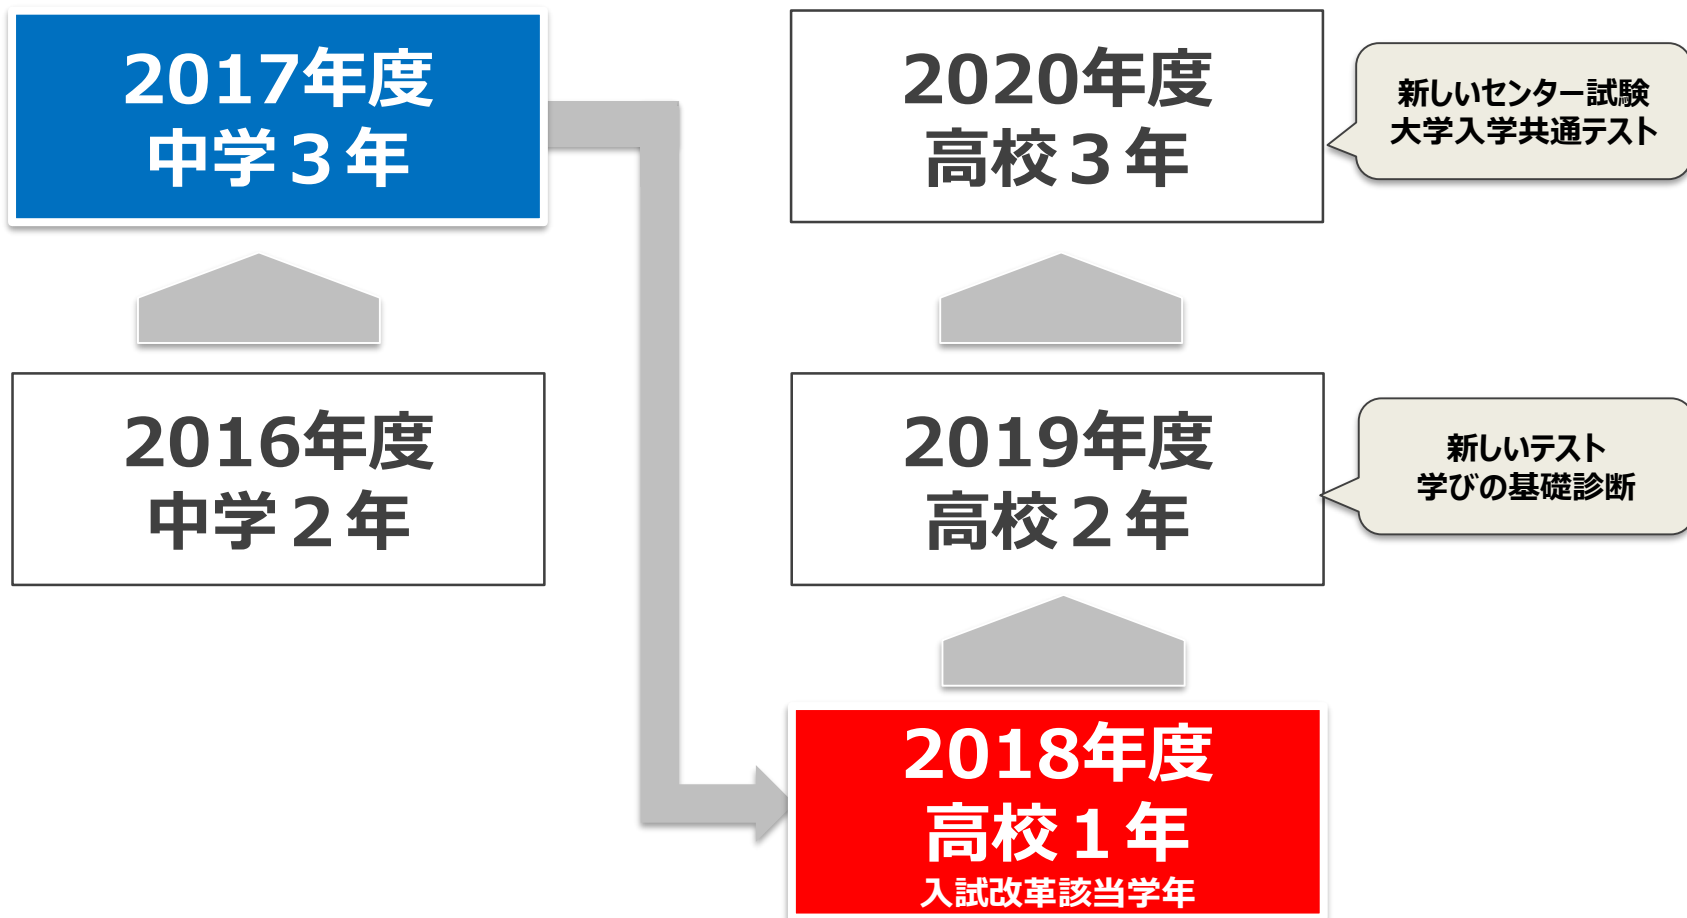 2017年度
中学３年
2016年度
中学２年
2020年度
高校３年
新しいセンター試験
大学入学共通テスト
2019年度
高校２年
新しいテスト
学びの基礎診断
2018年度
高校１年
入試改革該当学年